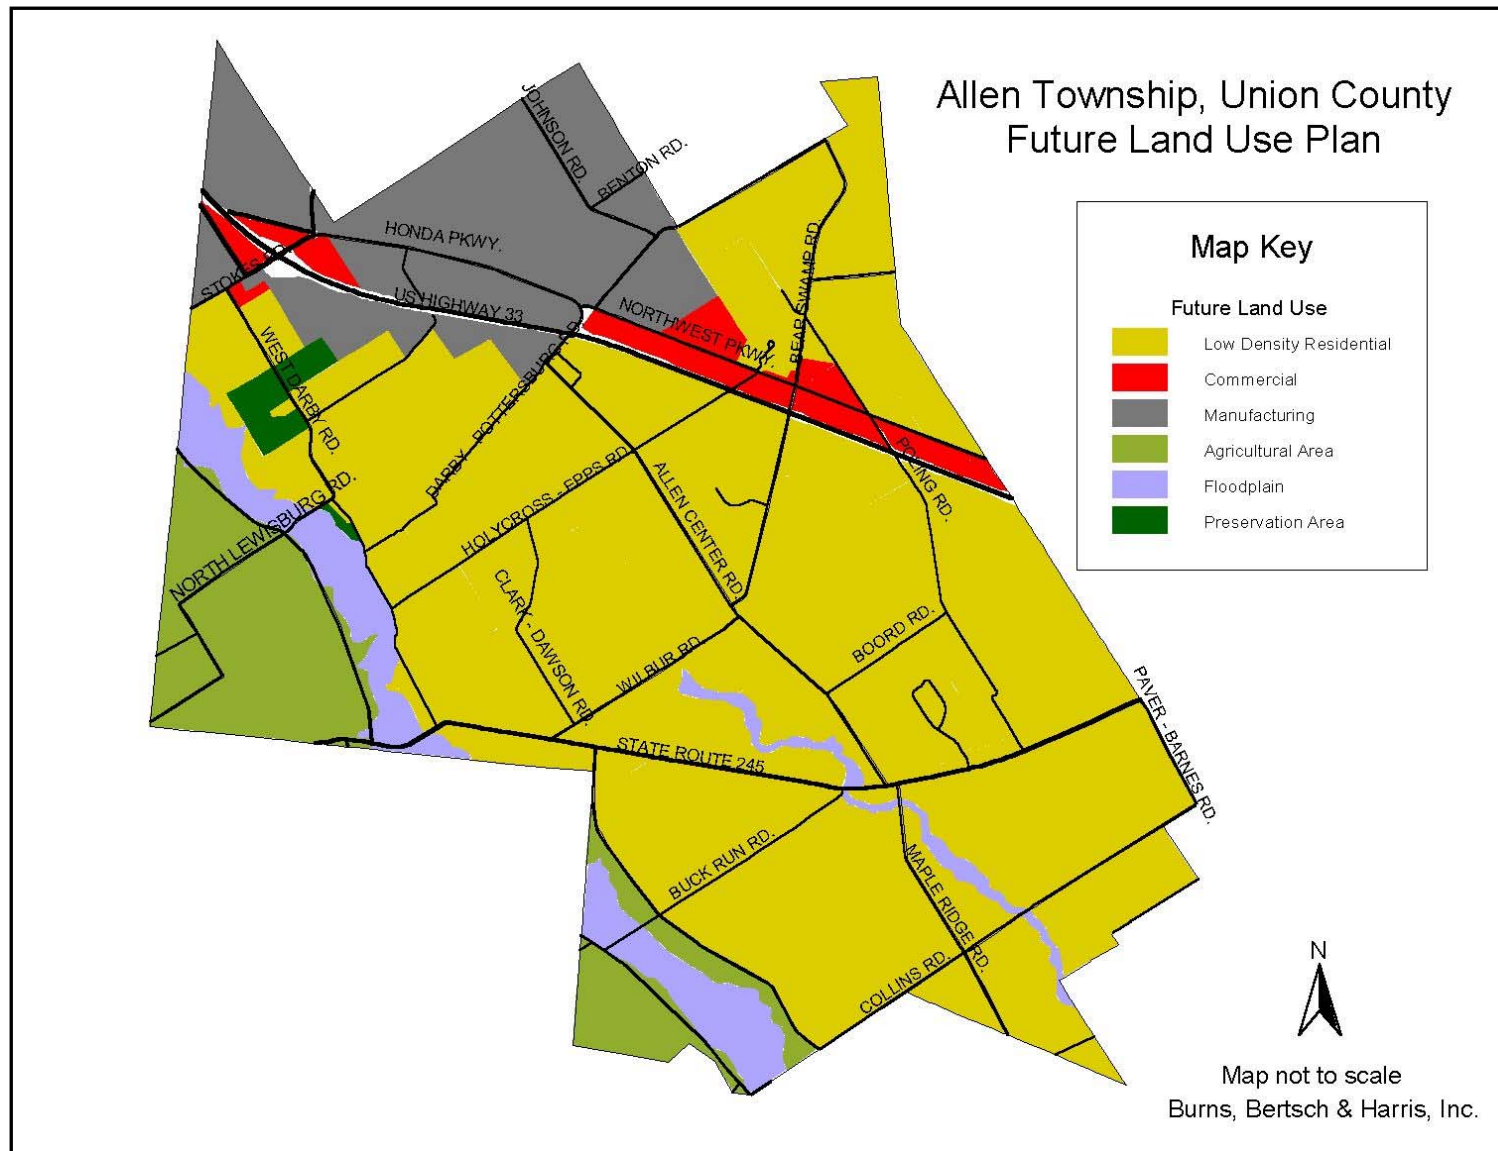 Allen Township, Union County
Future Land Use Plan
Map Key
Future Land Use
Low Density Residential
Commercial
Manufacturing
Agricultural Area
Floodplain
Preservation Area
JOHNSON RD.
BENTON RD.
HONDA PKWY.
STOKES
US HIGHWAY 33
NORTHWEST PKWY.
BEAR SWAMP RD.
WEST DARBY RD.
DARBY - POTTERSBURG RD.
POLING RD.
NORTH LEWISBURG RD.
HOLYCROSS - EPPS RD.
ALLEN CENTER RD.
CLARK - DAWSON RD.
WILBUR RD.
BOORD RD.
STATE ROUTE 245
PAVER - BARNES RD.
BUCK RUN RD.
MAPLE RIDGE RD.
COLLINS RD.
N
Map not to scale
Burns, Bertsch & Harris, Inc.